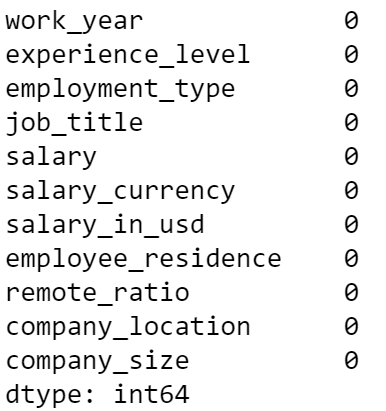 work_year 0
experience_level 0
employment_type 0
job_title 0
salary 0
salary_currency 0
salary_in_usd 0
employee_residence 0
remote_ratio 0
company_location 0
company_size 0
dtype: int64